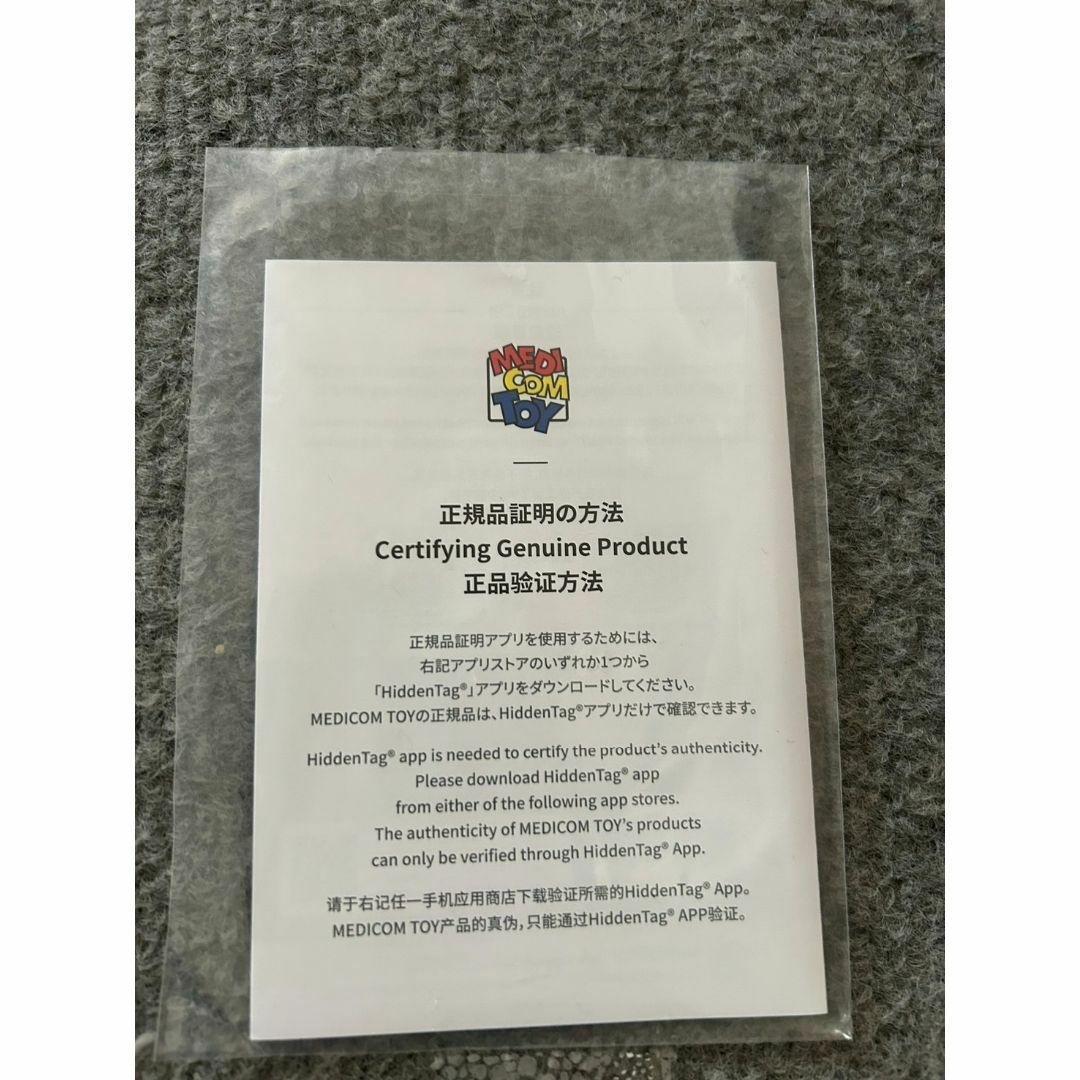 MEDI
COM
TOY
正規品証明の方法
Certifying Genuine Product
正品验证方法
正規品証明アプリを使用するためには、
右記アプリストアのいずれか1つから
「HiddenTag®」アプリをダウンロードしてください。
MEDICOM TOYの正規品は、HiddenTag®アプリだけで確認できます。
HiddenTag® app is needed to certify the product's authenticity.
Please download HiddenTag® app
from either of the following app stores.
The authenticity of MEDICOM TOY's products
can only be verified through HiddenTag® App.
请于右记任一手机应用商店下载验证所需的HiddenTag® App。
MEDICOM TOY产品的真伪，只能通过HiddenTag® APP验证。